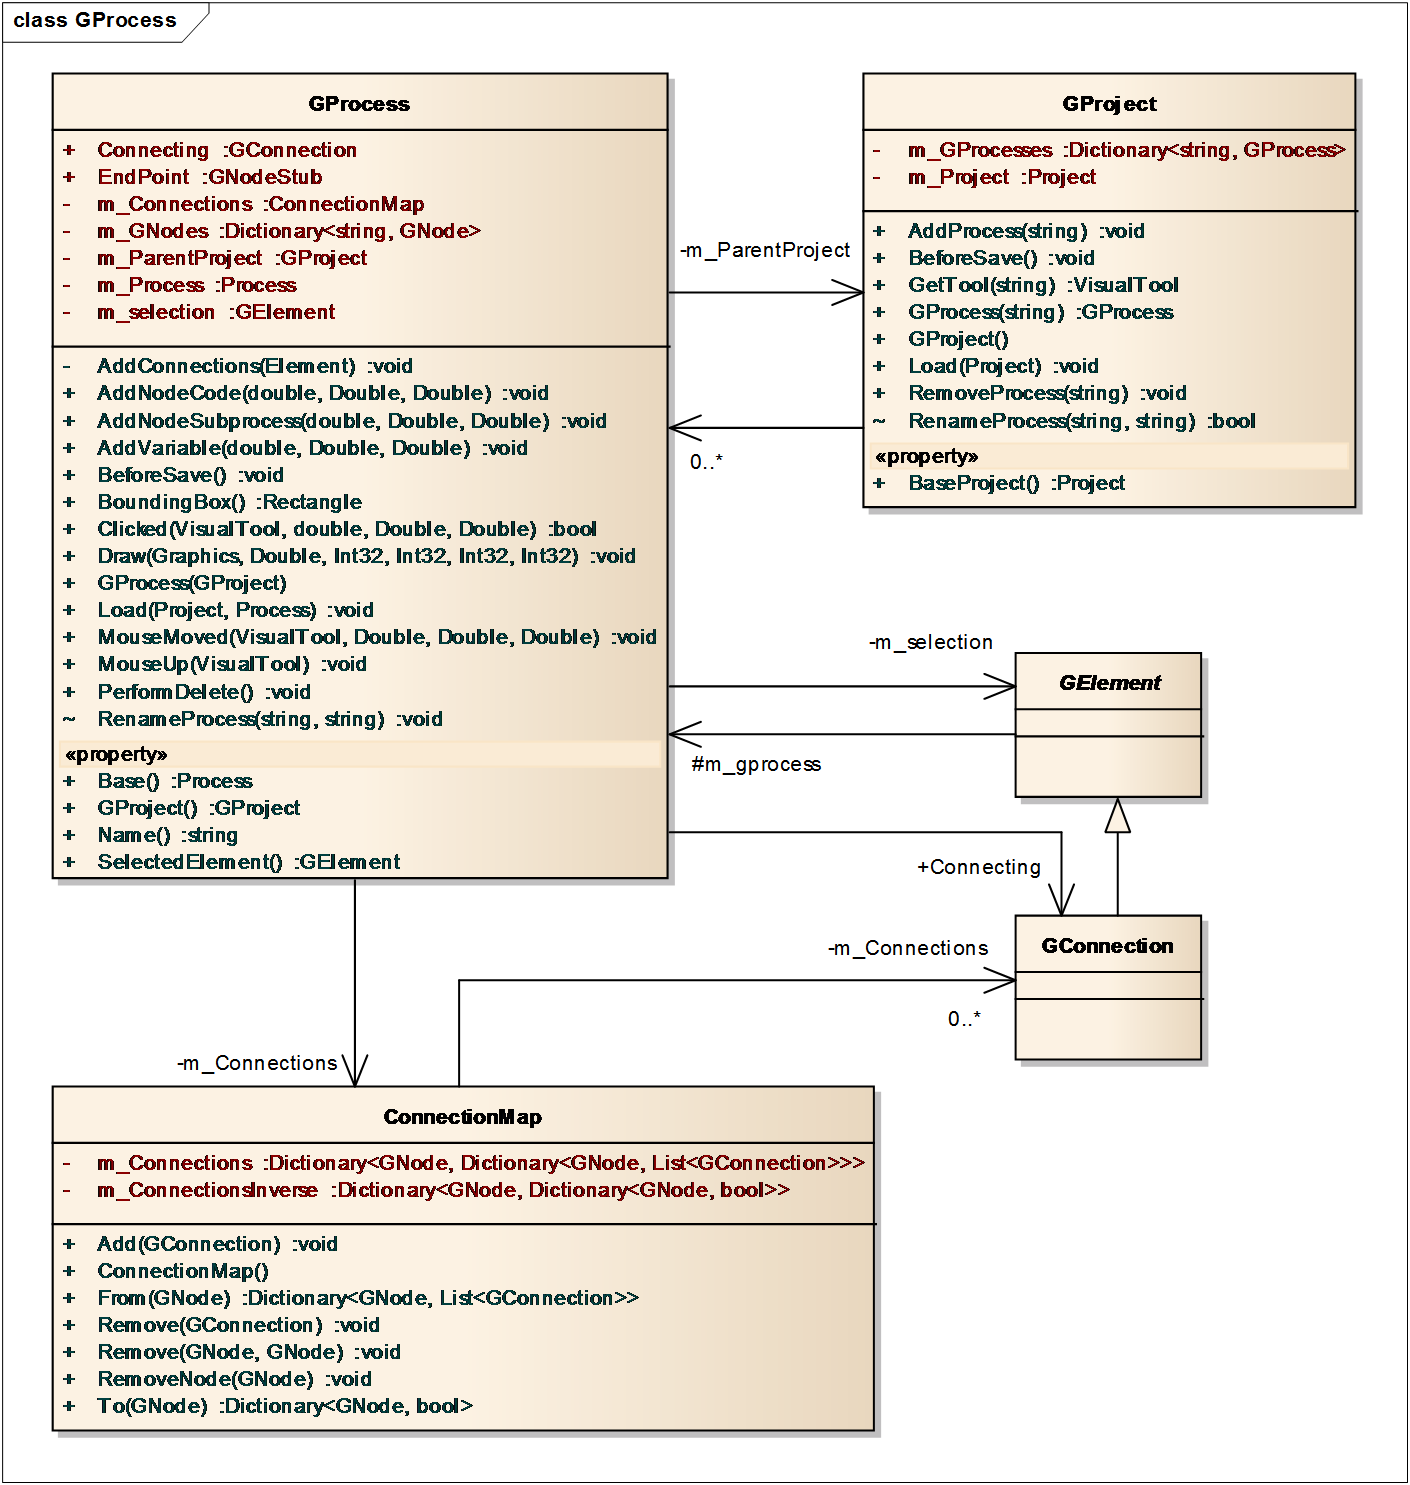 class GProcess
GProcess
+ Connecting :GConnection
+ EndPoint :GNodeStub
- m_Connections :ConnectionMap
- m_GNodes :Dictionary<string, GNode>
- m_ParentProject :GProject
- m_Process :Process
- m_selection :GElement
- AddConnections(Element) :void
+ AddNodeCode(double, Double, Double) :void
+ AddNodeSubprocess(double, Double, Double) :void
+ AddVariable(double, Double, Double) :void
+ BeforeSave() :void
+ BoundingBox() :Rectangle
+ Clicked(VisualTool, double, Double, Double) :bool
+ Draw(Graphics, Double, Int32, Int32, Int32, Int32) :void
+ GProcess(GProject)
+ Load(Project, Process) :void
+ MouseMoved(VisualTool, Double, Double, Double) :void
+ MouseUp(VisualTool) :void
+ PerformDelete() :void
~ RenameProcess(string, string) :void
«property»
+ Base() :Process
+ GProject() :GProject
+ Name() :string
+ SelectedElement() :GElement
-m_ParentProject
0..*
GProject
- m_GProcesses :Dictionary<string, GProcess>
- m_Project :Project
+ AddProcess(string) :void
+ BeforeSave() :void
+ GetTool(string) :VisualTool
+ GProcess(string) :GProcess
+ GProject()
+ Load(Project) :void
+ RemoveProcess(string) :void
~ RenameProcess(string, string) :bool
«property»
+ BaseProject() :Project
-m_selection
GElement
#m_gprocess
+Connecting
GConnection
-m_Connections
0..*
-m_Connections
ConnectionMap
- m_Connections :Dictionary<GNode, Dictionary<GNode, List<GConnection>>>
- m_ConnectionsInverse :Dictionary<GNode, Dictionary<GNode, bool>>
+ Add(GConnection) :void
+ ConnectionMap()
+ From(GNode) :Dictionary<GNode, List<GConnection>>
+ Remove(GConnection) :void
+ Remove(GNode, GNode) :void
+ RemoveNode(GNode) :void
+ To(GNode) :Dictionary<GNode, bool>